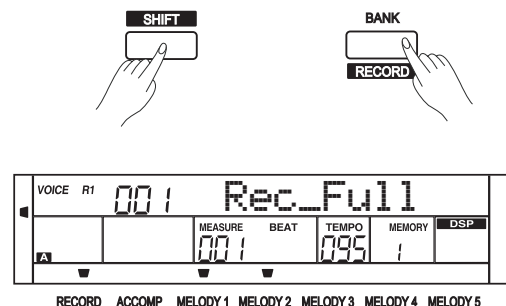 SHIFT BANK
RECORD
VOICE R1 001 Rec_Full
MEASURE BEAT TEMPO MEMORY DSP
001 095 1
A
RECORD ACCOMP MELODY 1 MELODY 2 MELODY 3 MELODY 4 MELODY 5